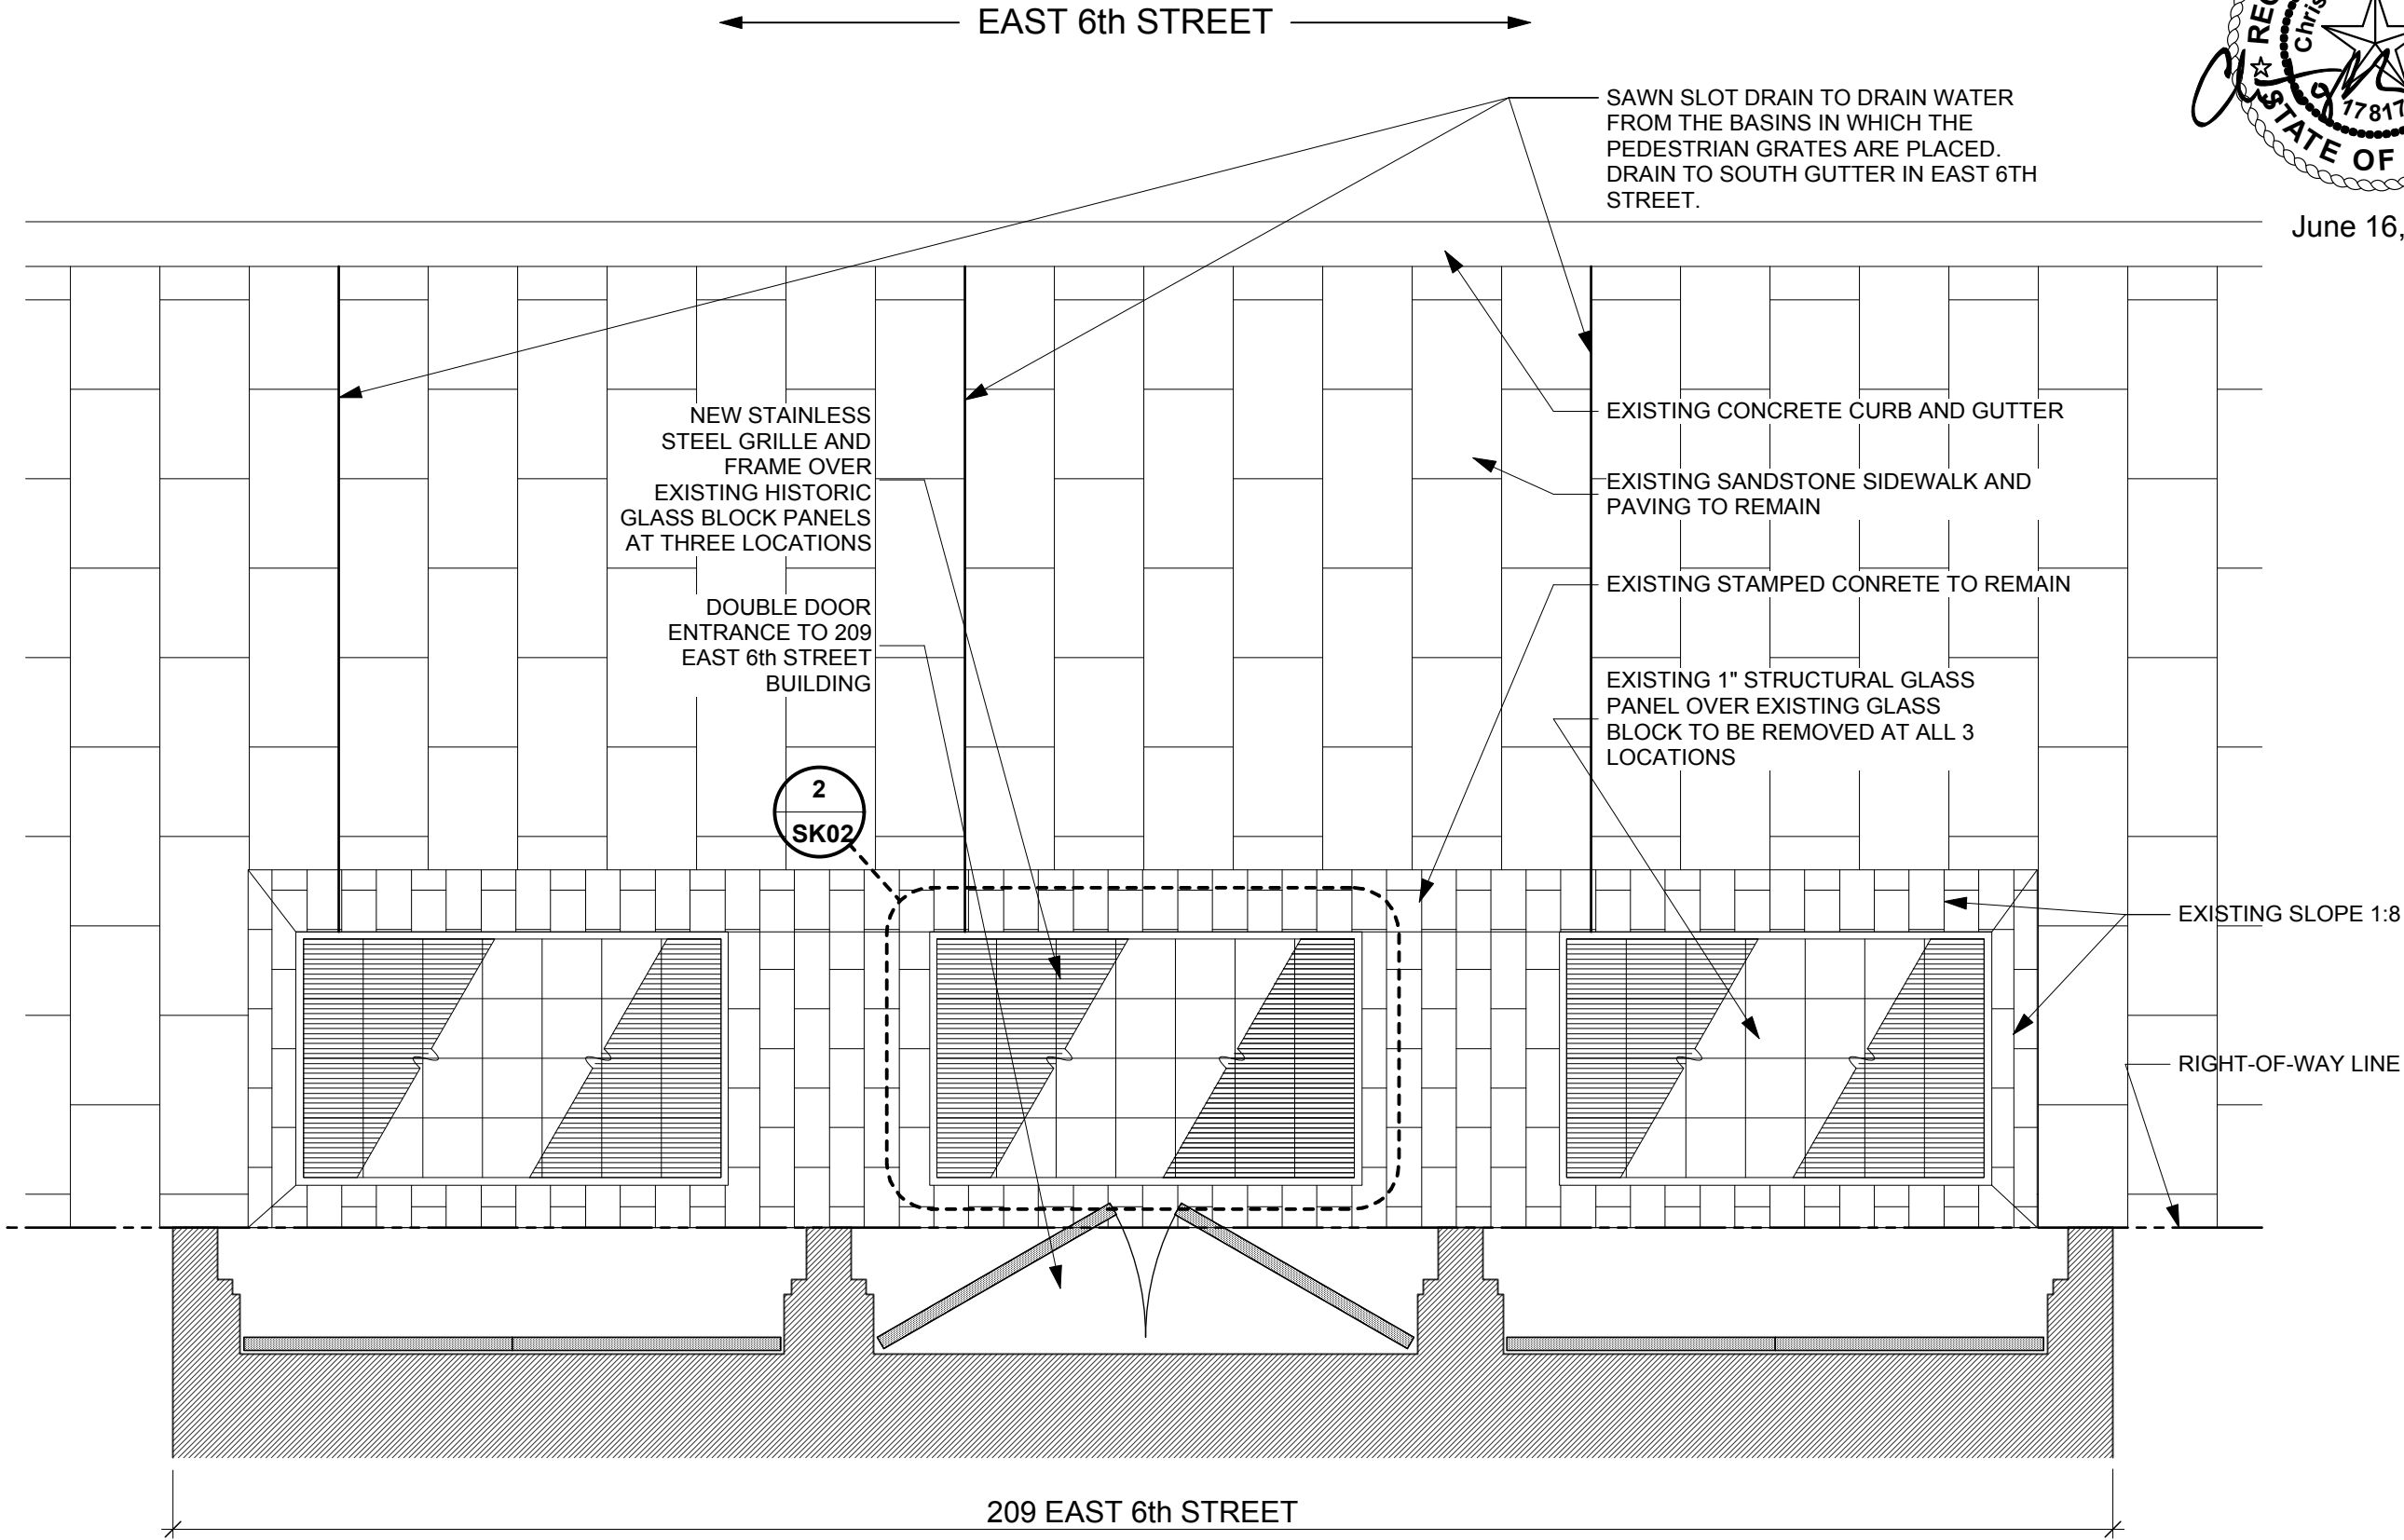 EAST 6th STREET
SAWN SLOT DRAIN TO DRAIN WATER
FROM THE BASINS IN WHICH THE
PEDESTRIAN GRATES ARE PLACED.
DRAIN TO SOUTH GUTTER IN EAST 6TH
STREET.
STATE OF
June 16,
NEW STAINLESS
STEEL GRILLE AND
FRAME OVER
EXISTING HISTORIC
GLASS BLOCK PANELS
AT THREE LOCATIONS
EXISTING CONCRETE CURB AND GUTTER
EXISTING SANDSTONE SIDEWALK AND
PAVING TO REMAIN
EXISTING STAMPED CONRETE TO REMAIN
DOUBLE DOOR
ENTRANCE TO 209
EAST 6th STREET
BUILDING
EXISTING 1" STRUCTURAL GLASS
PANEL OVER EXISTING GLASS
BLOCK TO BE REMOVED AT ALL 3
LOCATIONS
2
SK02
EXISTING SLOPE 1:8
RIGHT-OF-WAY LINE
209 EAST 6th STREET